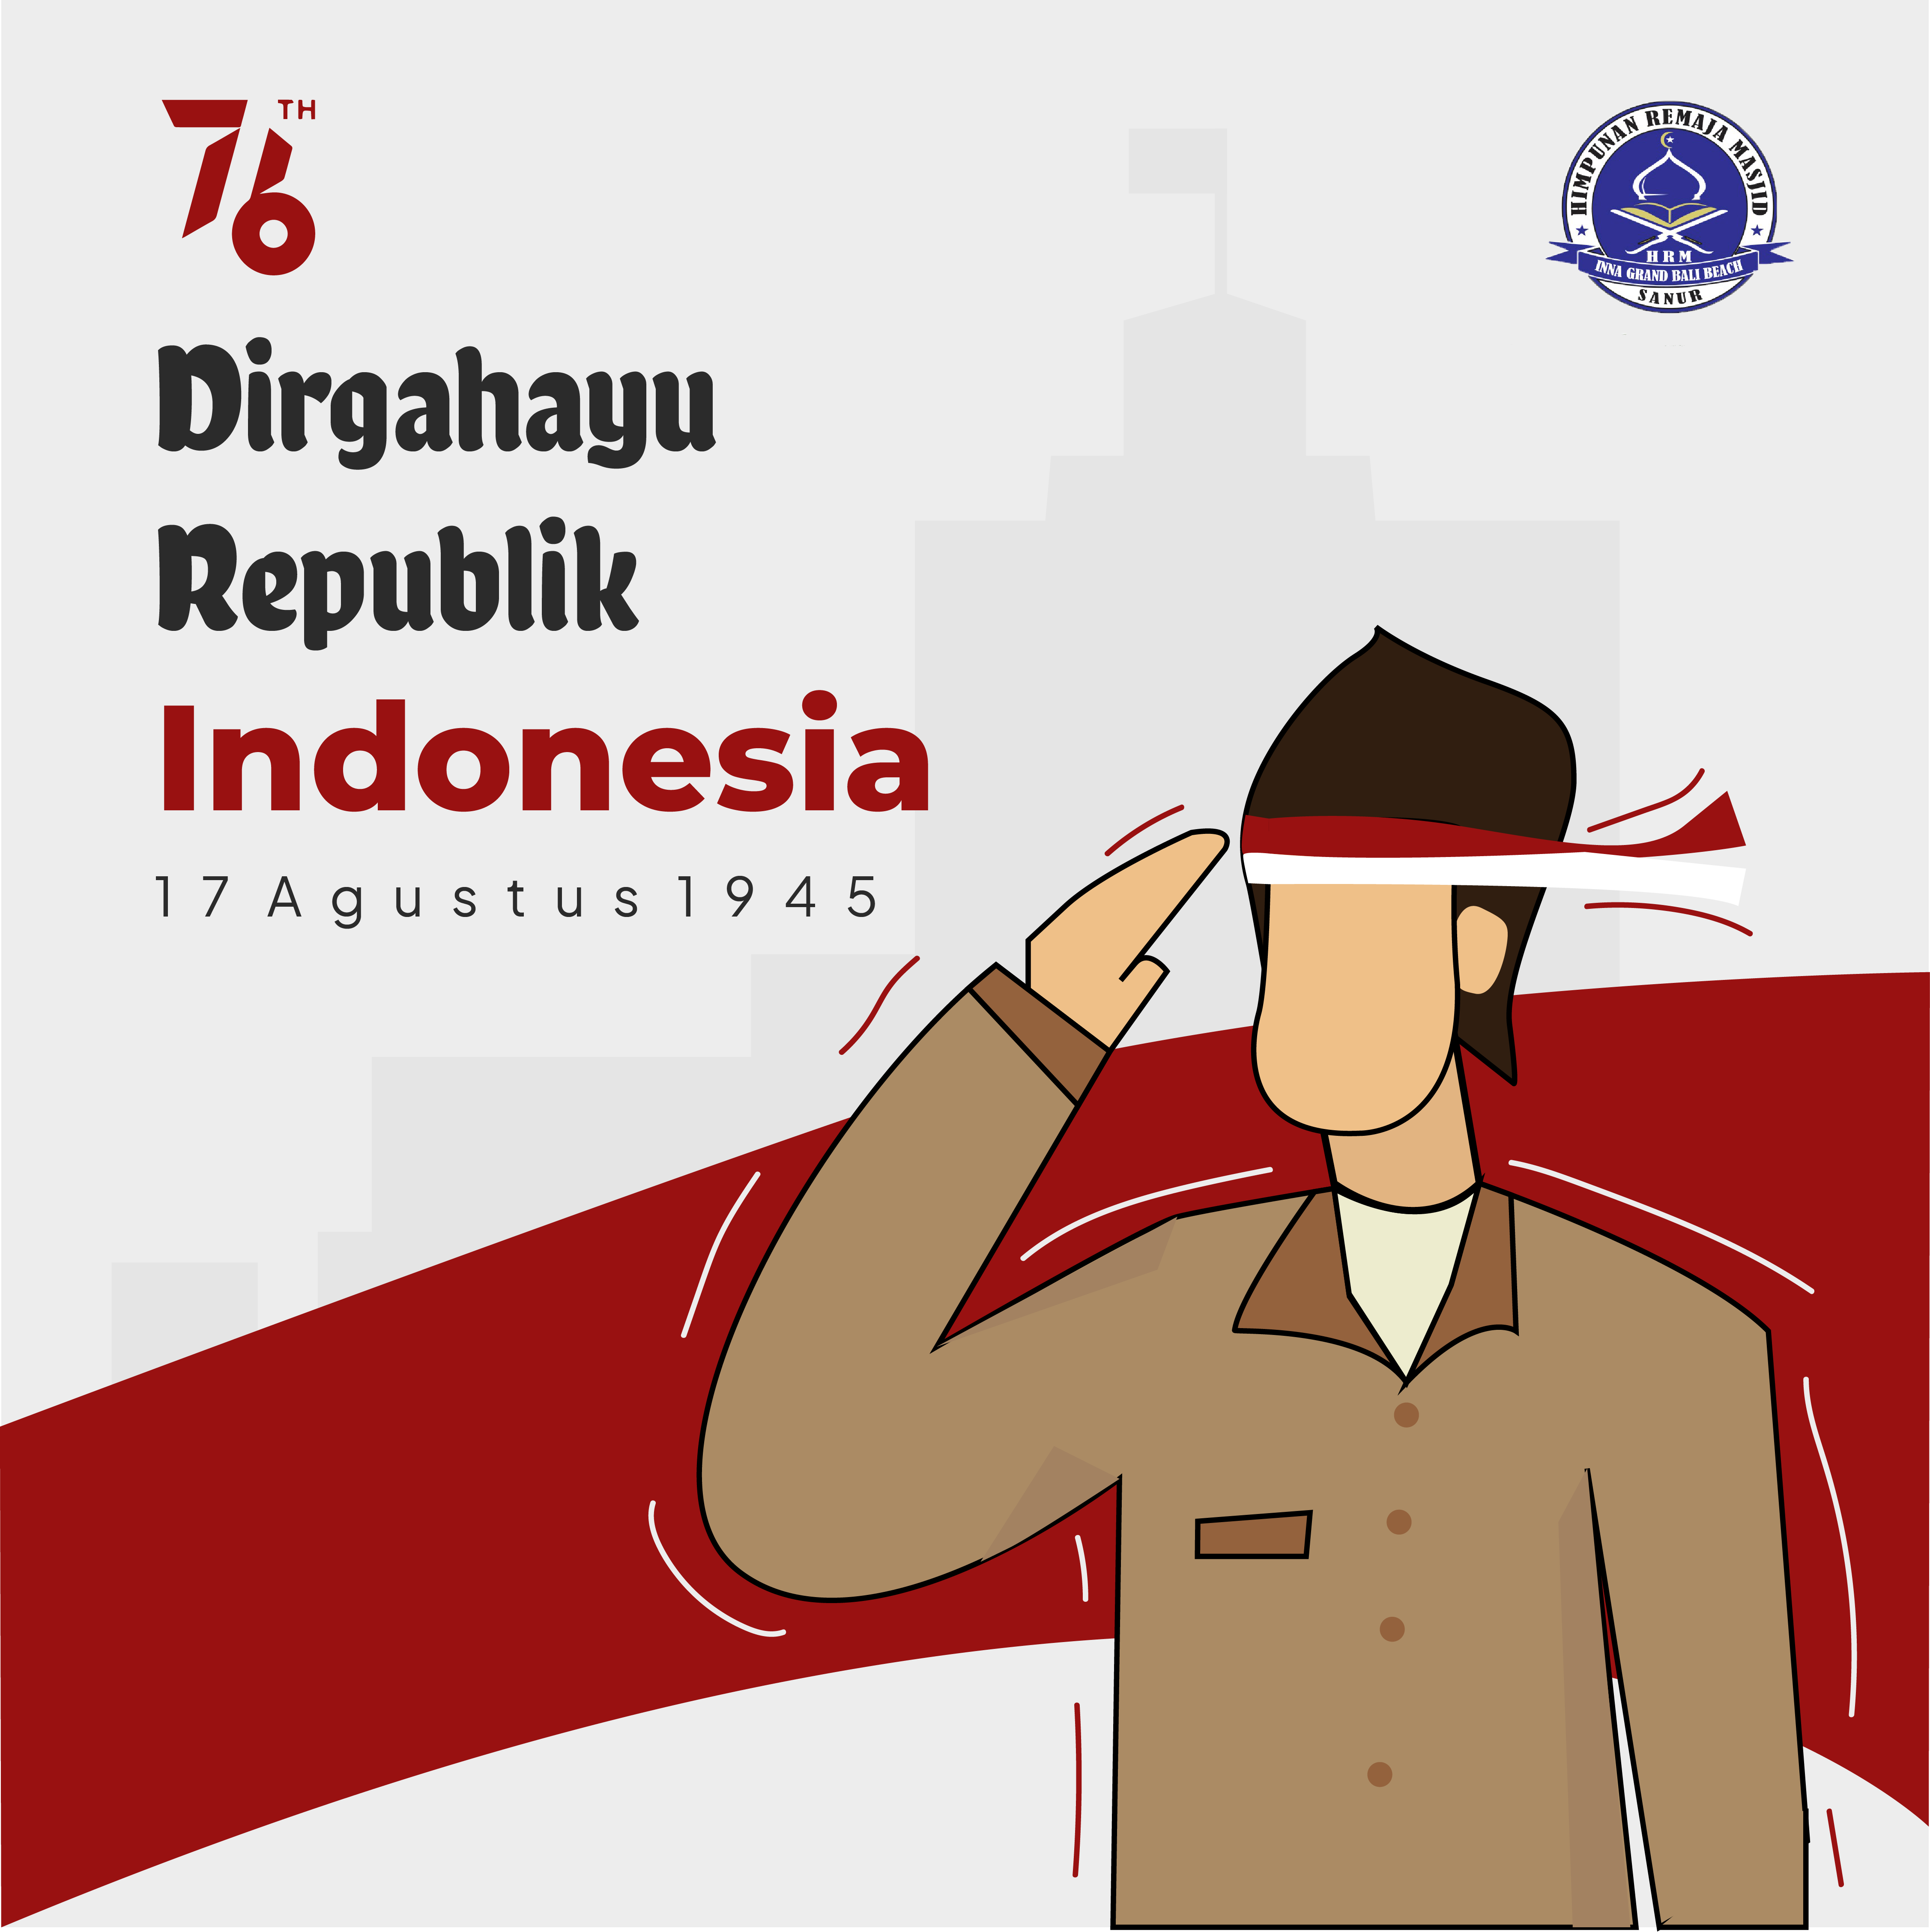 76TH
HIMPUNAN REMAJA MASJID
HRM
INNA GRAND BALI BEACH
SANUR
Dirgahayu
Republik
Indonesia
17 Agustus 1945